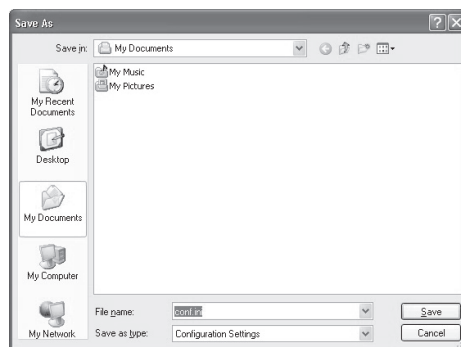 Save As
Save in:
My Documents
My Music
My Pictures
My Recent
Documents
Desktop
My Documents
My Computer
My Network
File name:
conf.ini
Save
Save as type:
Configuration Settings
Cancel